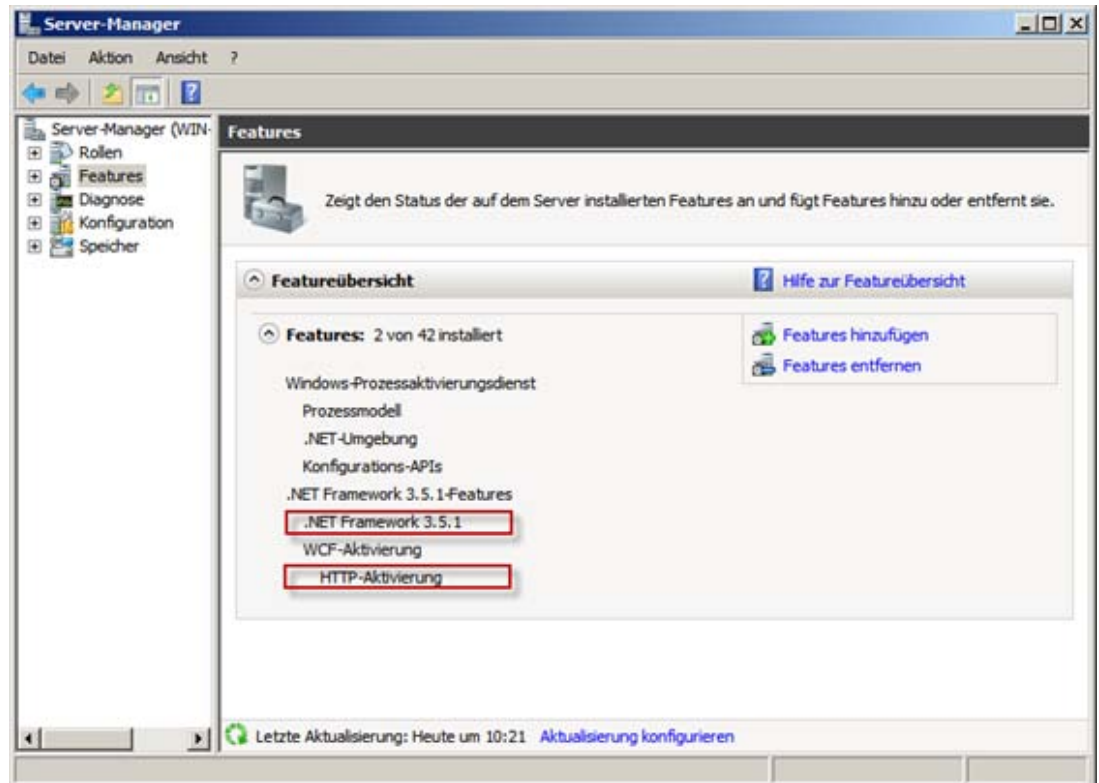 Server-Manager
Datei Aktion Ansicht ?
Server-Manager (WIN-
Rollen
Features
Diagnose
Konfiguration
Speicher
Features
Zeigt den Status der auf dem Server installierten Features an und fügt Features hinzu oder entfernt sie.
Featureübersicht
Hilfe zur Featureübersicht
Features: 2 von 42 installiert
Features hinzufügen
Features entfernen
Windows-Prozessaktivierungsdienst
Prozessmodell
.NET-Umgebung
Konfigurations-APIs
.NET Framework 3.5.1-Features
.NET Framework 3.5.1
WCF-Aktivierung
HTTP-Aktivierung
Letzte Aktualisierung: Heute um 10:21 Aktualisierung konfigurieren